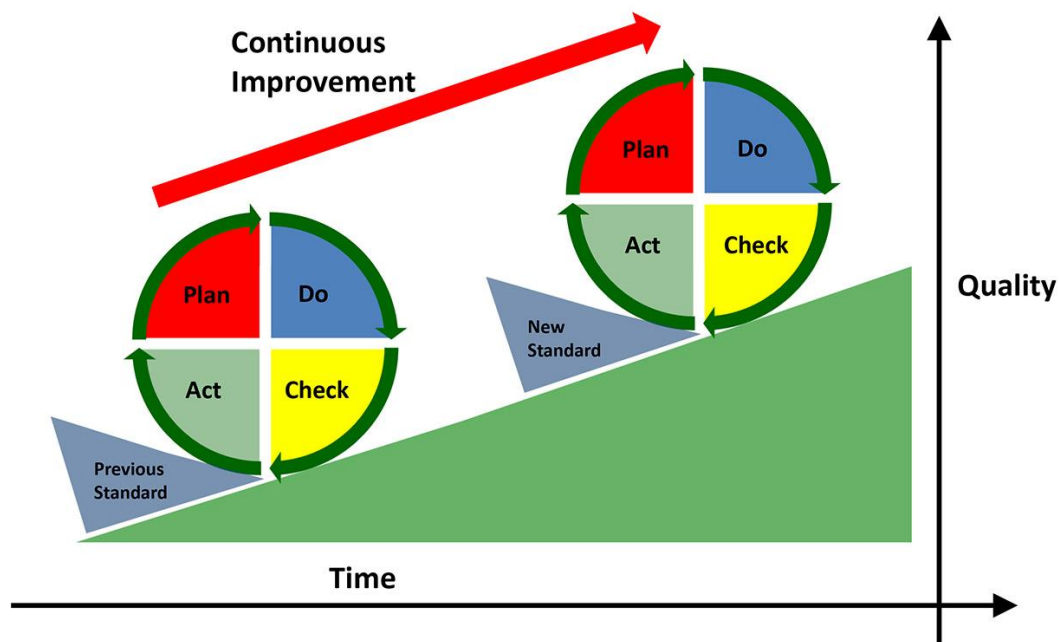 Continuous
Improvement
Plan
Do
Act
Check
Quality
New
Standard
Plan
Do
Act
Check
Previous
Standard
Time